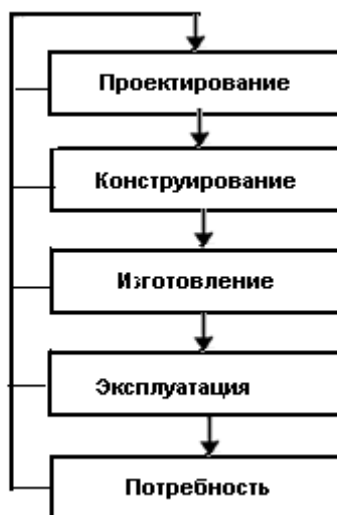 Проектирование
Конструирование
Изготовление
Эксплуатация
Потребность